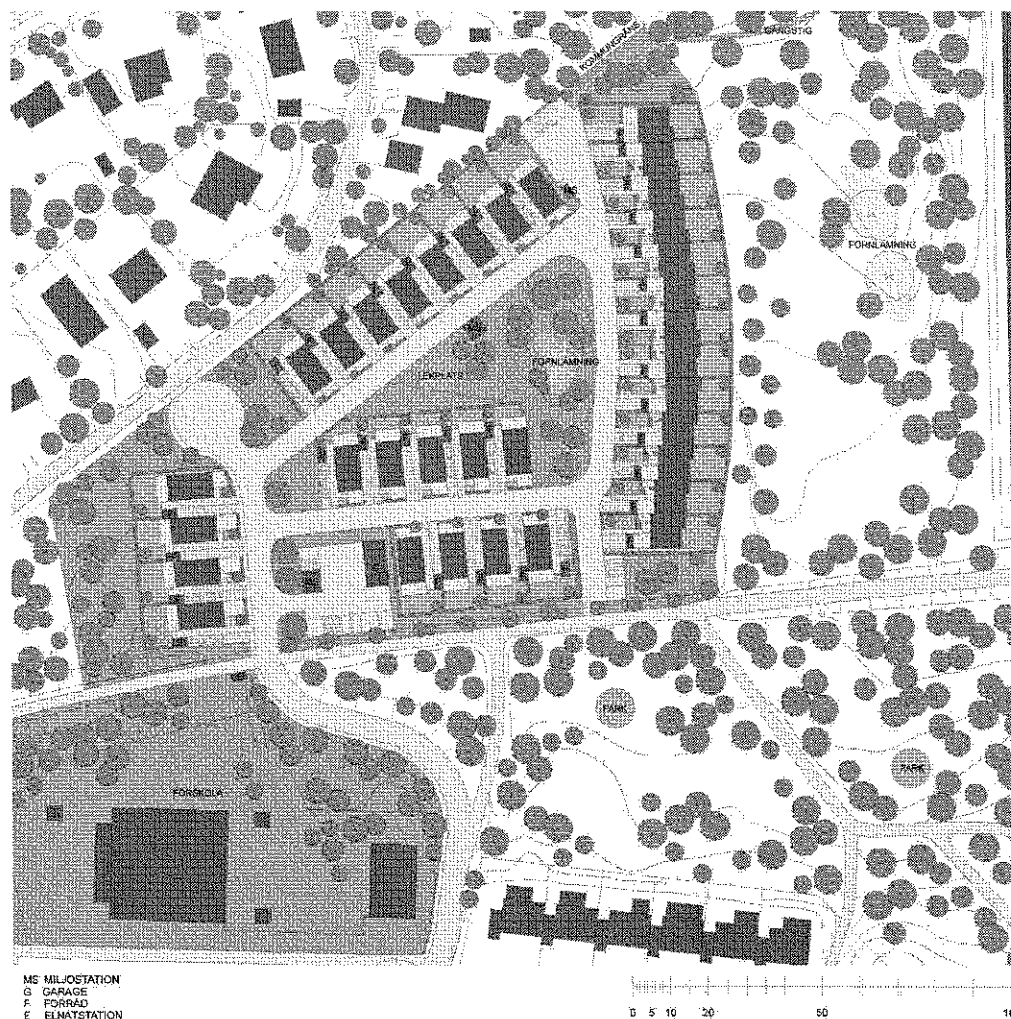 GÅNGSTIG
KOMMUNGRÄNS
FORNLÄMNING
FORNLÄMNING
LEKPLATS
PARK
PARK
FÖRSKOLA
MS MILJÖSTATION
G GARAGE
F FÖRRÅD
E ELNÄTSTATION
0 5 10 20 50